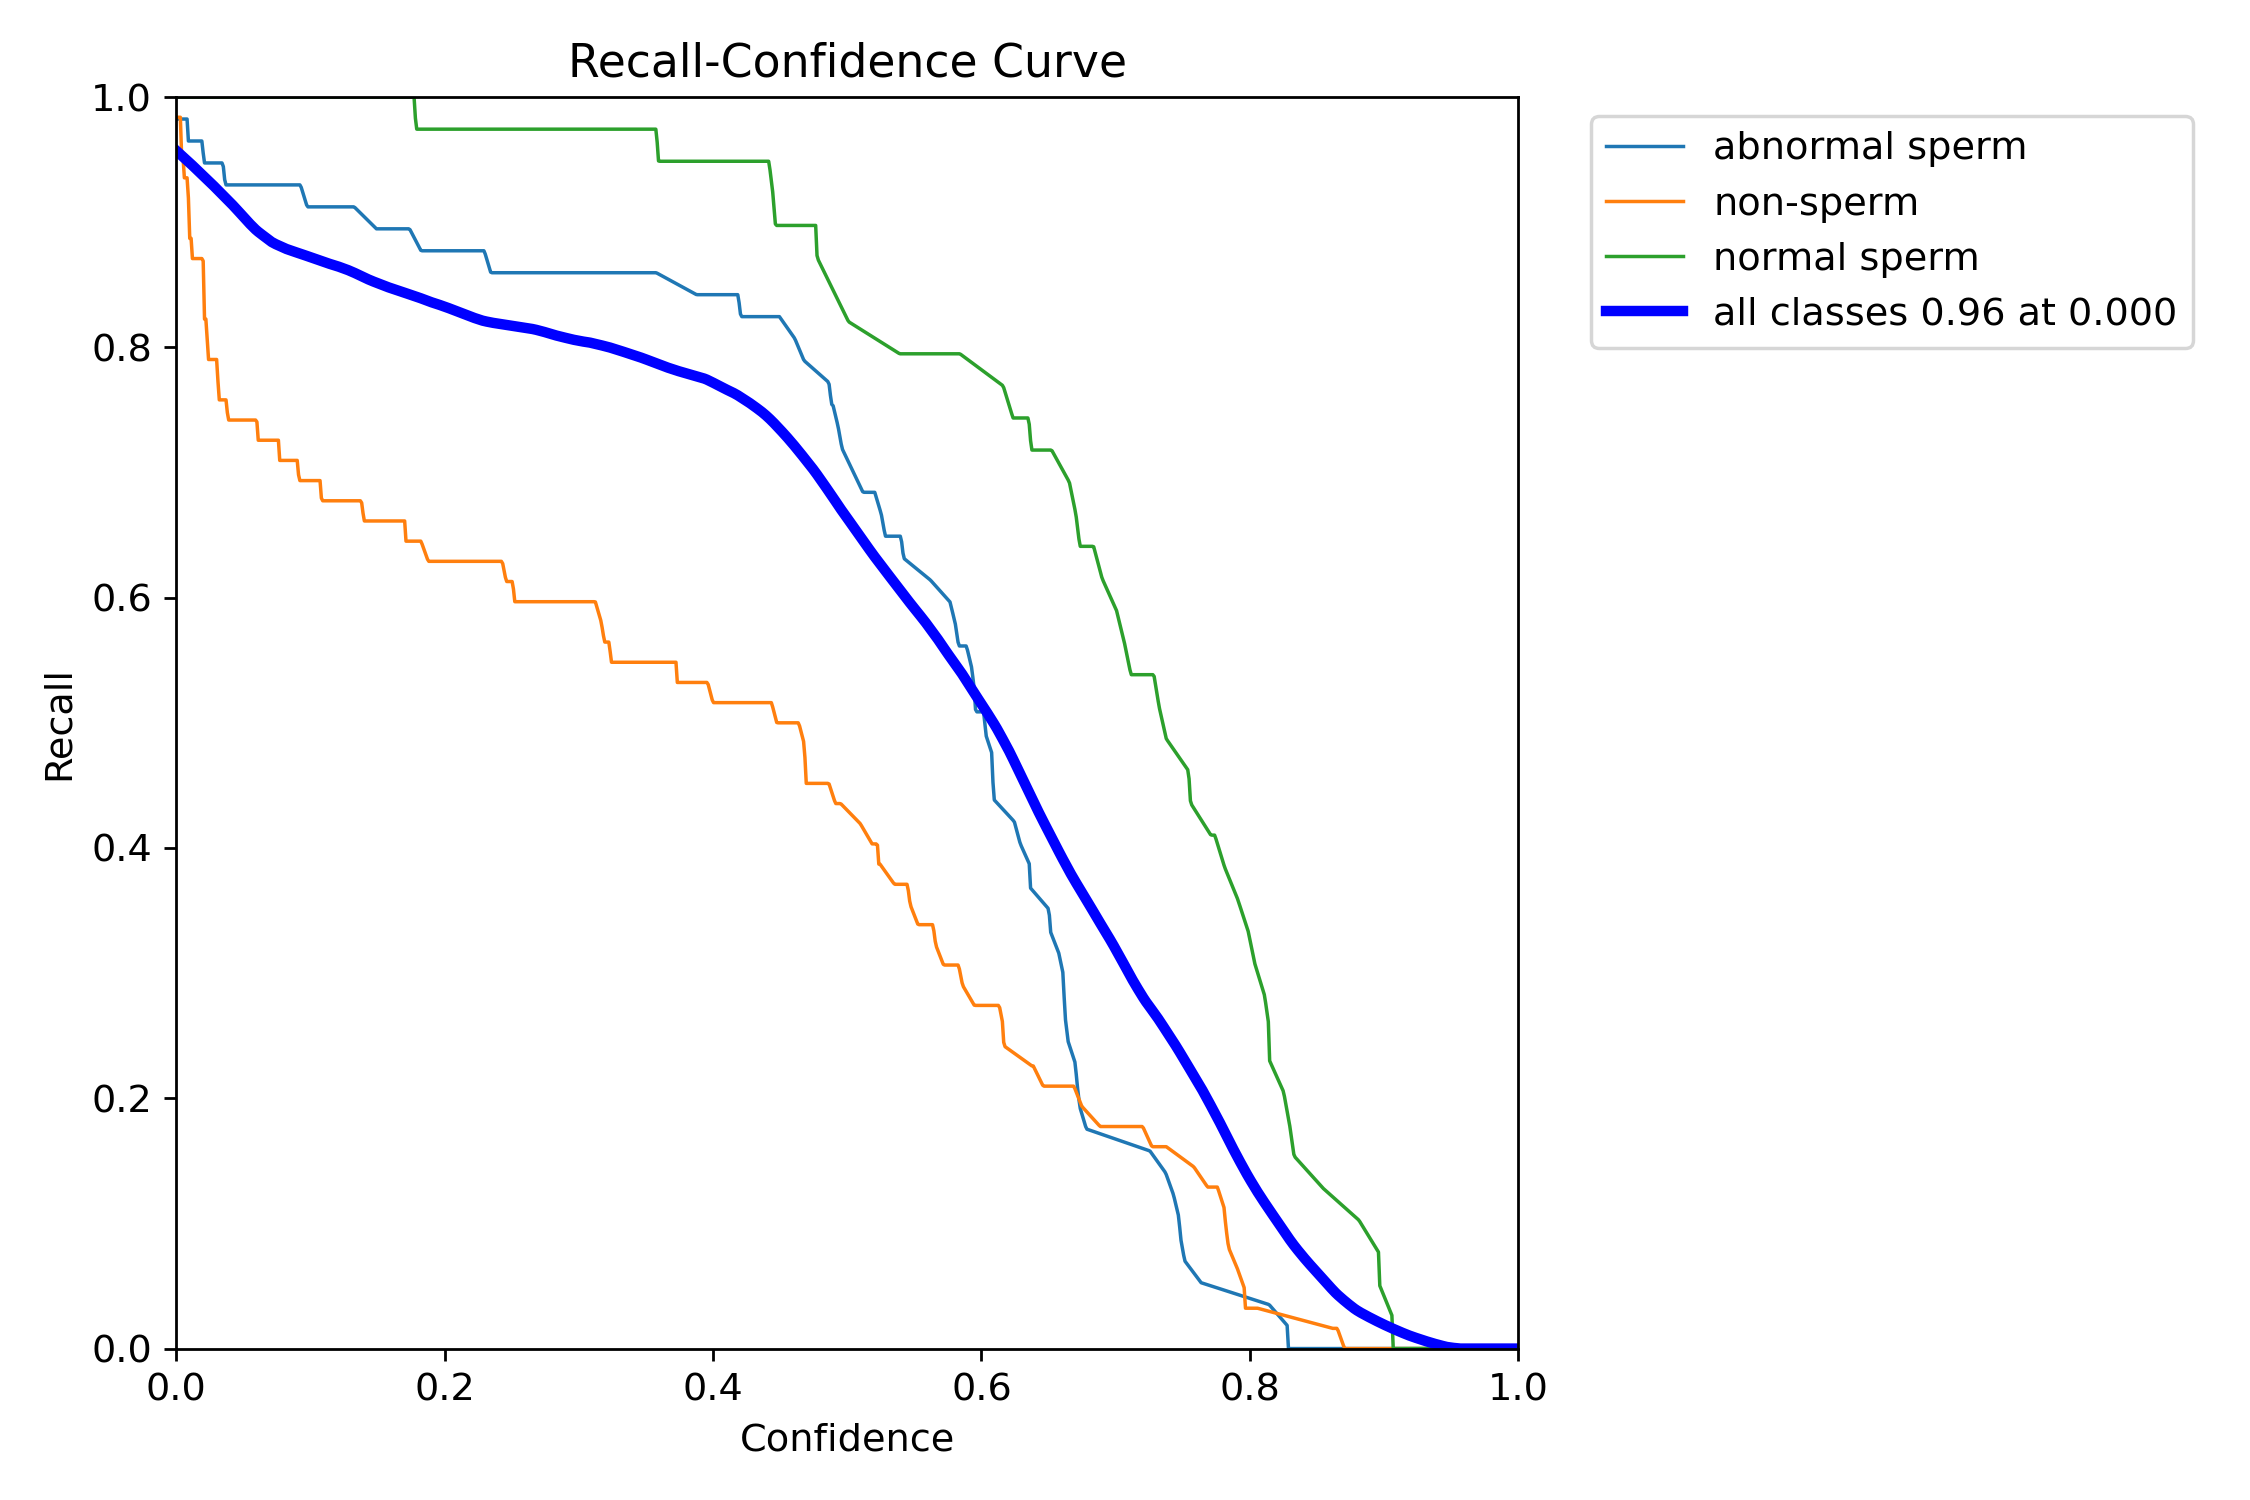 Recall-Confidence Curve
1.0
0.8
0.6
0.4
0.2
0.0
Recall
0.0 0.2 0.4 0.6 0.8 1.0
Confidence
abnormal sperm
non-sperm
normal sperm
all classes 0.96 at 0.000